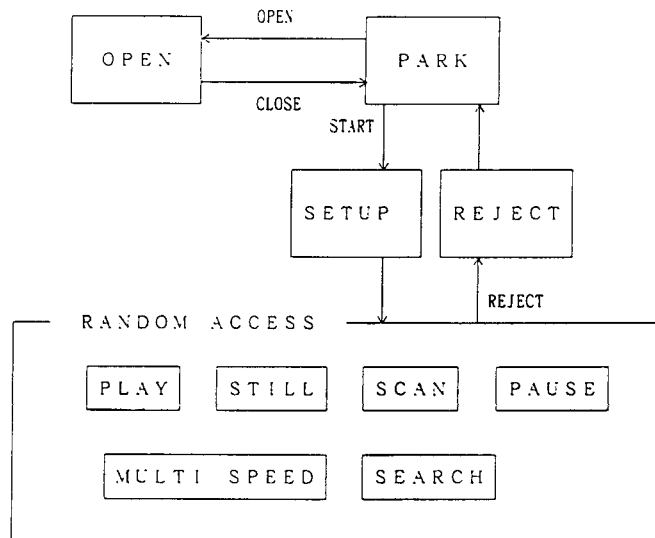 OPEN
OPEN
PARK
CLOSE
START
SETUP
REJECT
REJECT
RANDOM ACCESS
PLAY
STILL
SCAN
PAUSE
MULTI SPEED
SEARCH